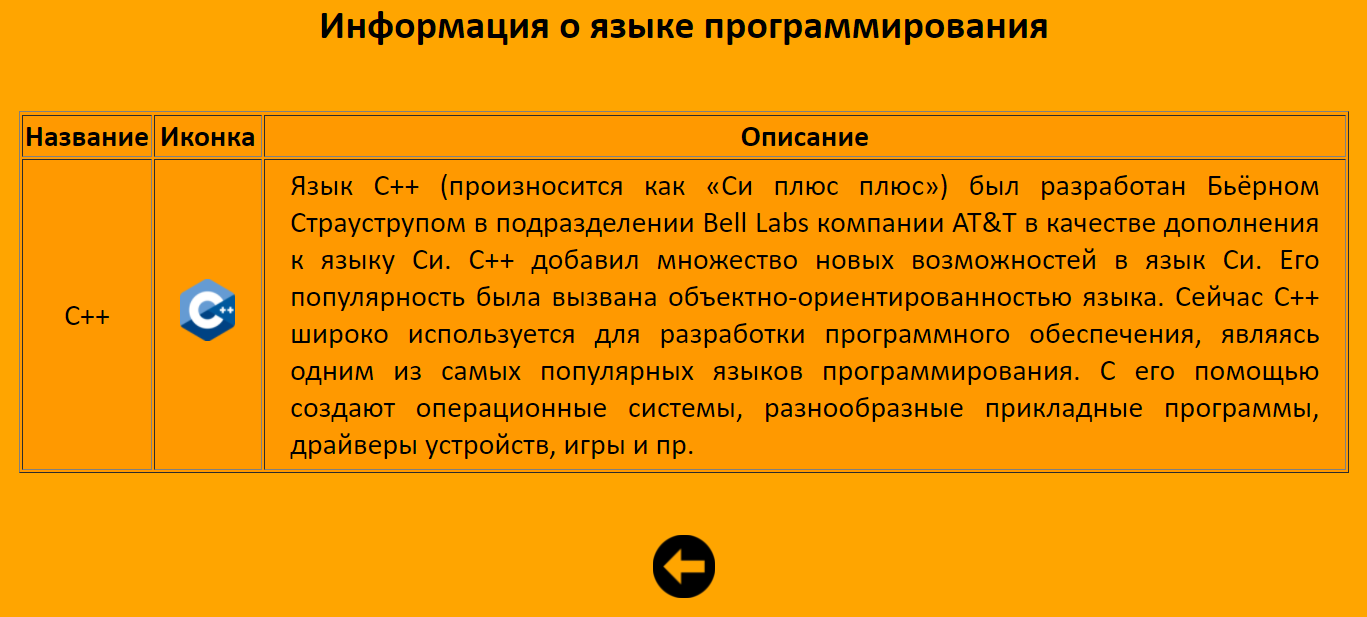 Информация о языке программирования
Название Иконка Описание
C++
C++
Язык C++ (произносится как «Си плюс плюс») был разработан Бьёрном
Страуструпом в подразделении Bell Labs компании AT&T в качестве дополнения
к языку Си. C++ добавил множество новых возможностей в язык Си. Его
популярность была вызвана объектно-ориентированностью языка. Сейчас C++
широко используется для разработки программного обеспечения, являясь
одним из самых популярных языков программирования. С его помощью
создают операционные системы, разнообразные прикладные программы,
драйверы устройств, игры и пр.